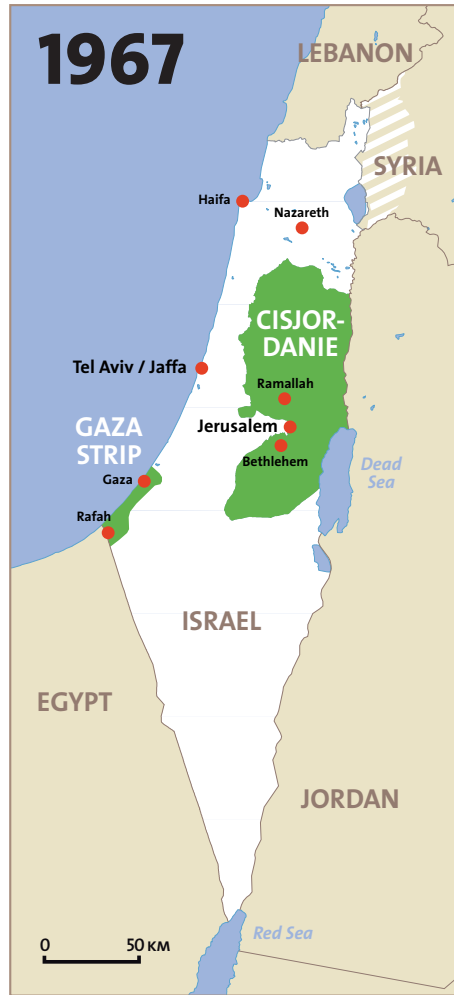 1967
LEBANON
SYRIA
Haifa
Nazareth
CISJOR-
DANIE
Tel Aviv / Jaffa
Ramallah
GAZA
STRIP
Jerusalem
Bethlehem
Dead
Sea
Gaza
Rafah
ISRAEL
EGYPT
JORDAN
Red Sea
0 50 KM